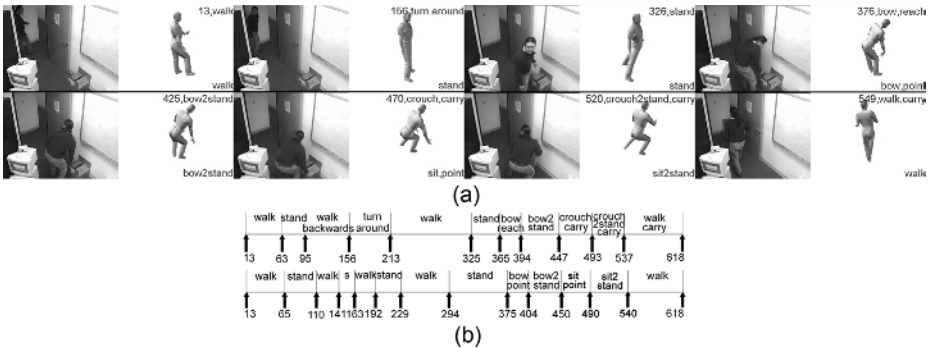 13,walk
156,turn around
326,stand
375,bow,reach
walk
stand
stand
bow,point
425,bow2stand
470,crouch,carry
520,crouch2stand,carry
549,walk,carry
bow2stand
sit,point
sit2stand
walk
(a)
walk stand walk backwards turn around walk stand bow reach bow2 stand crouch carry crouch 2stand carry walk carry
13 63 95 156 213 325 365 394 447 493 537 618
walk stand walk s walk stand walk stand bow point bow2 stand sit point sit2 stand walk
13 65 110 141163 192 229 294 375 404 450 490 540 618
(b)